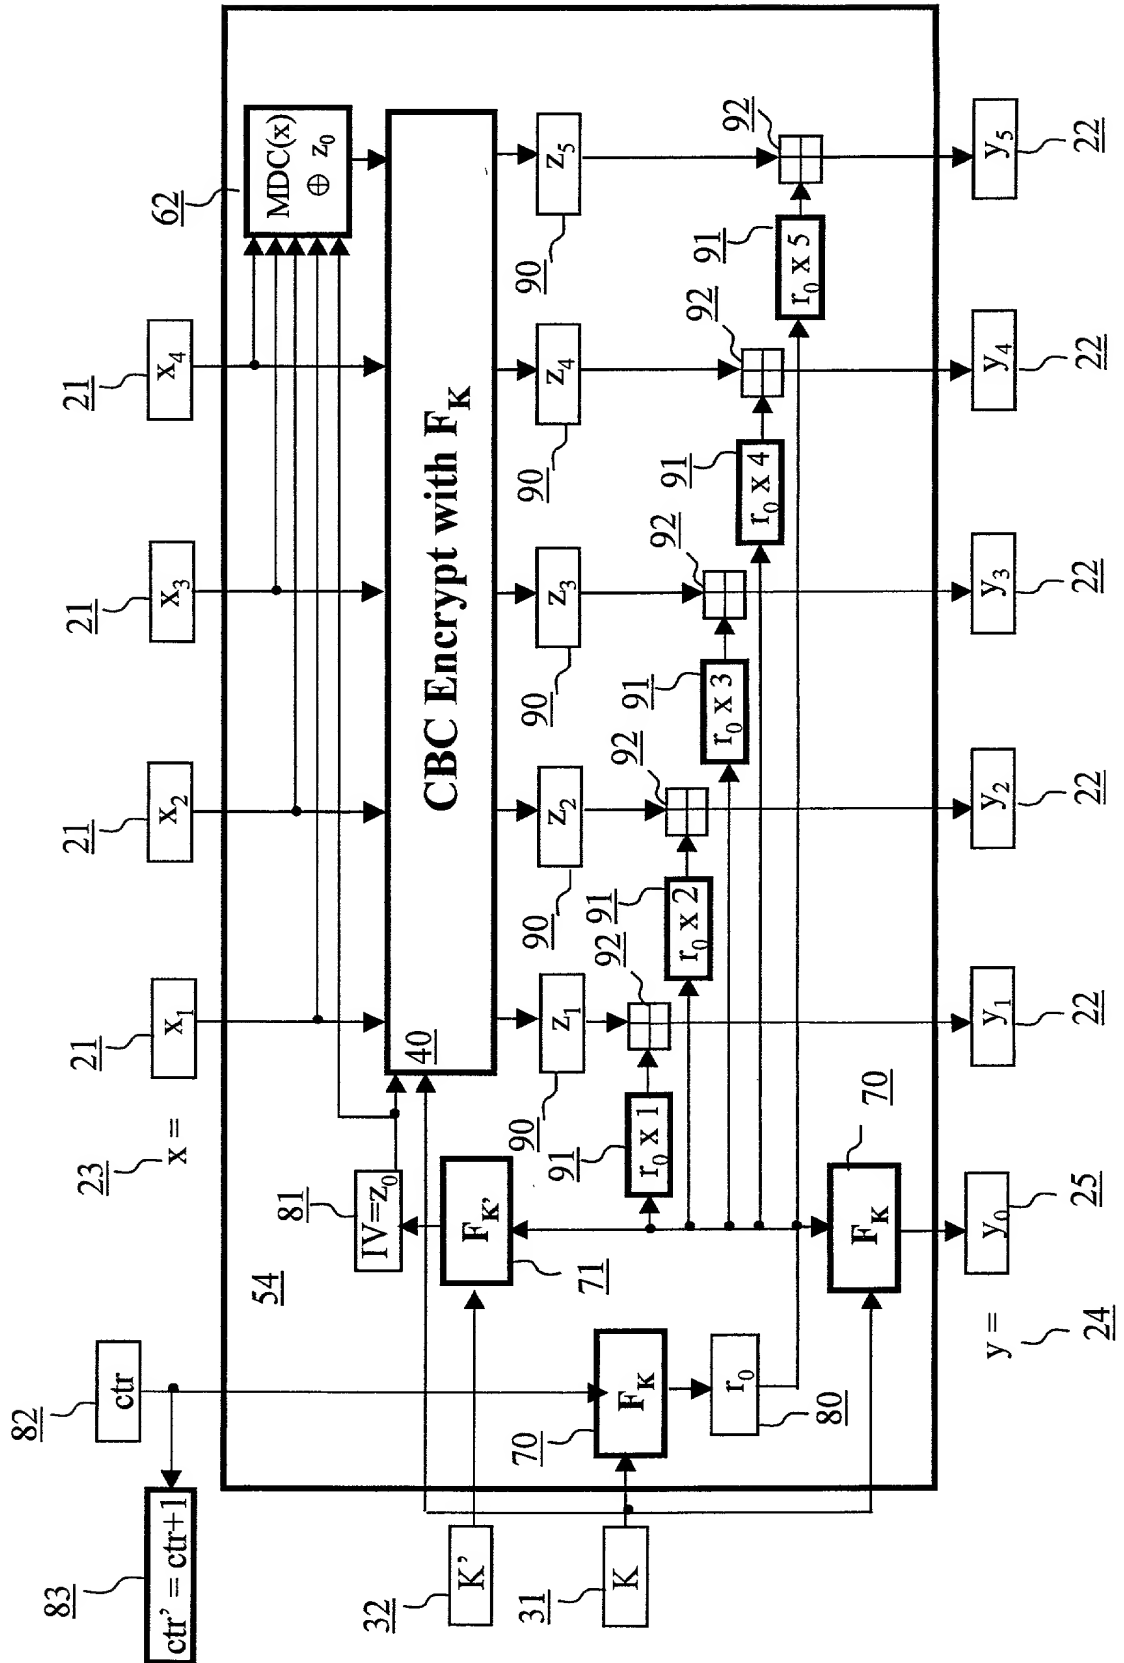 23
x =
21
x1
21
x2
21
x3
21
x4
82
ctr
83
ctr' = ctr+1
54
62
MDC(x)
⊕ z0
81
IV=z0
40
CBC Encrypt with FK
32
K'
FK'
71
90
z1
90
z2
90
z3
90
z4
90
z5
31
K
70
FK
80
r0
91
r0 x 1
92
91
r0 x 2
92
91
r0 x 3
92
91
r0 x 4
92
91
r0 x 5
92
70
FK
y =
24
y0
25
y1
22
y2
22
y3
22
y4
22
y5
22